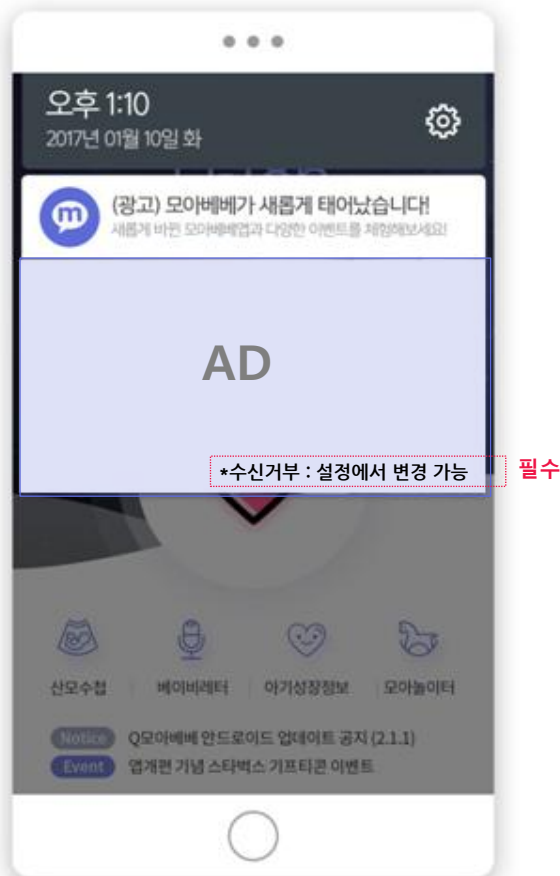 오후 1:10
2017년 01월 10일 화
m
(광고) 모아베베가 새롭게 태어났습니다!
새롭게 바뀐 모아베베앱과 다양한 이벤트를 체험해보세요!
AD
*수신거부 : 설정에서 변경 가능
필수
산모수첩
베이비레터
아기성장정보
모아놀이터
Notice Q모아베베 안드로이드 업데이트 공지 (2.1.1)
Event 앱개편 기념 스타벅스 기프티콘 이벤트